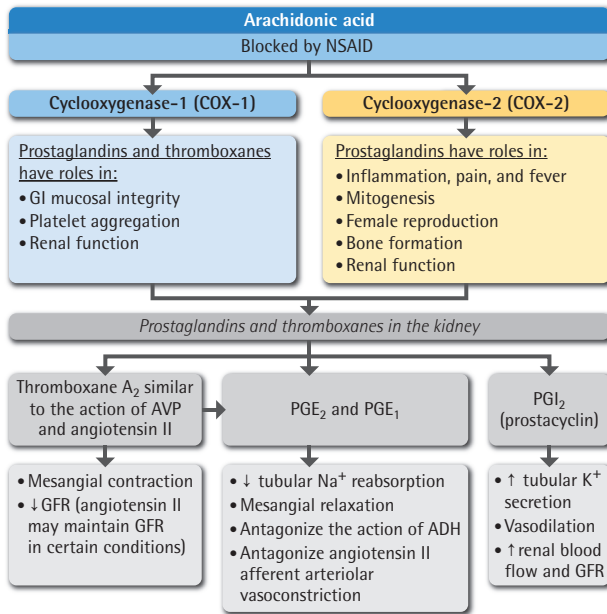 Arachidonic acid
Blocked by NSAID
Cyclooxygenase-1 (COX-1)
Cyclooxygenase-2 (COX-2)
Prostaglandins and thromboxanes
have roles in:
• GI mucosal integrity
• Platelet aggregation
• Renal function
Prostaglandins have roles in:
• Inflammation, pain, and fever
• Mitogenesis
• Female reproduction
• Bone formation
• Renal function
Prostaglandins and thromboxanes in the kidney
Thromboxane A₂ similar
to the action of AVP
and angiotensin II
PGE₂ and PGE₁
PGI₂
(prostacyclin)
• Mesangial contraction
• ↓GFR (angiotensin II
may maintain GFR
in certain conditions)
• ↓ tubular Na⁺ reabsorption
• Mesangial relaxation
• Antagonize the action of ADH
• Antagonize angiotensin II
afferent arteriolar
vasoconstriction
• ↑ tubular K⁺
secretion
• Vasodilation
• ↑renal blood
flow and GFR